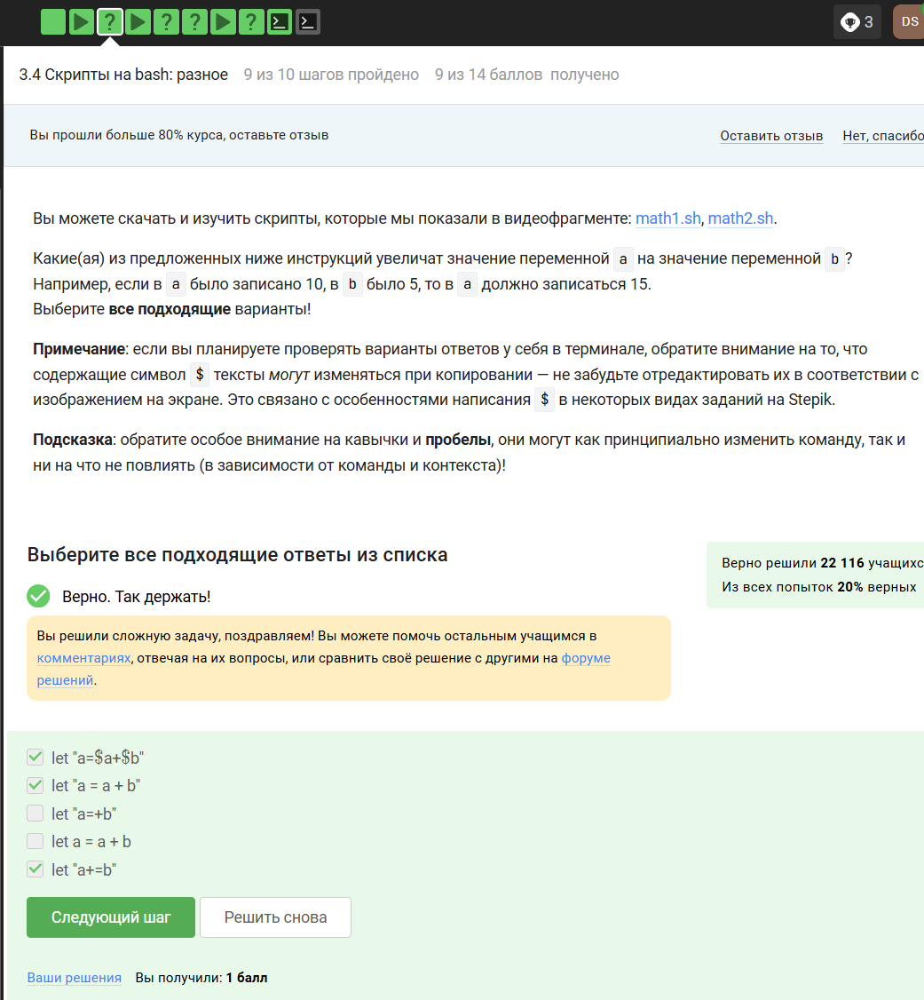 ? ? ? ?
3
DS
3.4 Скрипты на bash: разное 9 из 10 шагов пройдено 9 из 14 баллов получено
Вы прошли больше 80% курса, оставьте отзыв
Оставить отзыв Нет, спасибо
Вы можете скачать и изучить скрипты, которые мы показали в видеофрагменте: math1.sh, math2.sh.
Какие(ая) из предложенных ниже инструкций увеличат значение переменной a на значение переменной b ?
Например, если в a было записано 10, в b было 5, то в a должно записаться 15.
Выберите все подходящие варианты!
Примечание: если вы планируете проверять варианты ответов у себя в терминале, обратите внимание на то, что
содержащие символ $ тексты могут изменяться при копировании — не забудьте отредактировать их в соответствии с
изображением на экране. Это связано с особенностями написания $ в некоторых видах заданий на Stepik.
Подсказка: обратите особое внимание на кавычки и пробелы, они могут как принципиально изменить команду, так и
ни на что не повлиять (в зависимости от команды и контекста)!
Выберите все подходящие ответы из списка
Верно решили 22 116 учащихс
Из всех попыток 20% верных
Верно. Так держать!
Вы решили сложную задачу, поздравляем! Вы можете помочь остальным учащимся в
комментариях, отвечая на их вопросы, или сравнить своё решение с другими на форуме
решений.
let "a=$a+$b"
let "a = a + b"
let "a=+b"
let a = a + b
let "a+=b"
Следующий шаг Решить снова
Ваши решения Вы получили: 1 балл